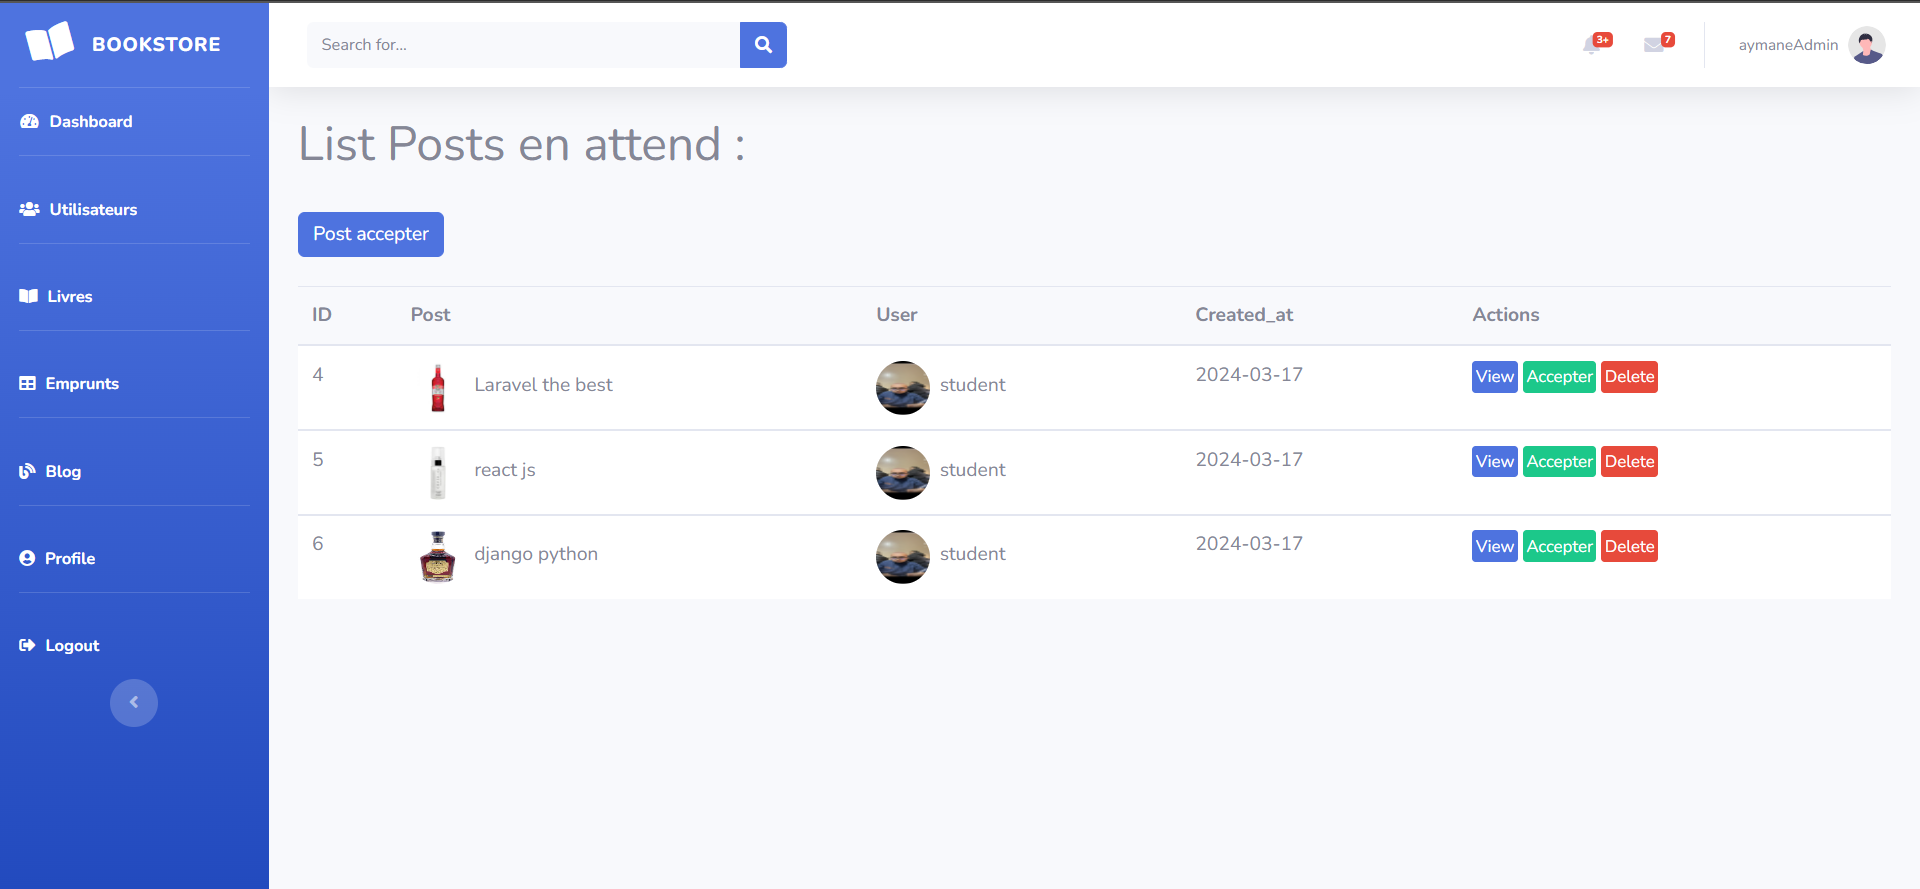 BOOKSTORE
Search for...
3+
7
aymaneAdmin
Dashboard
Utilisateurs
Livres
Emprunts
Blog
Profile
Logout
List Posts en attend :
Post accepter
ID Post User Created_at Actions
4 Laravel the best student 2024-03-17 View Accepter Delete
5 react js student 2024-03-17 View Accepter Delete
6 django python student 2024-03-17 View Accepter Delete